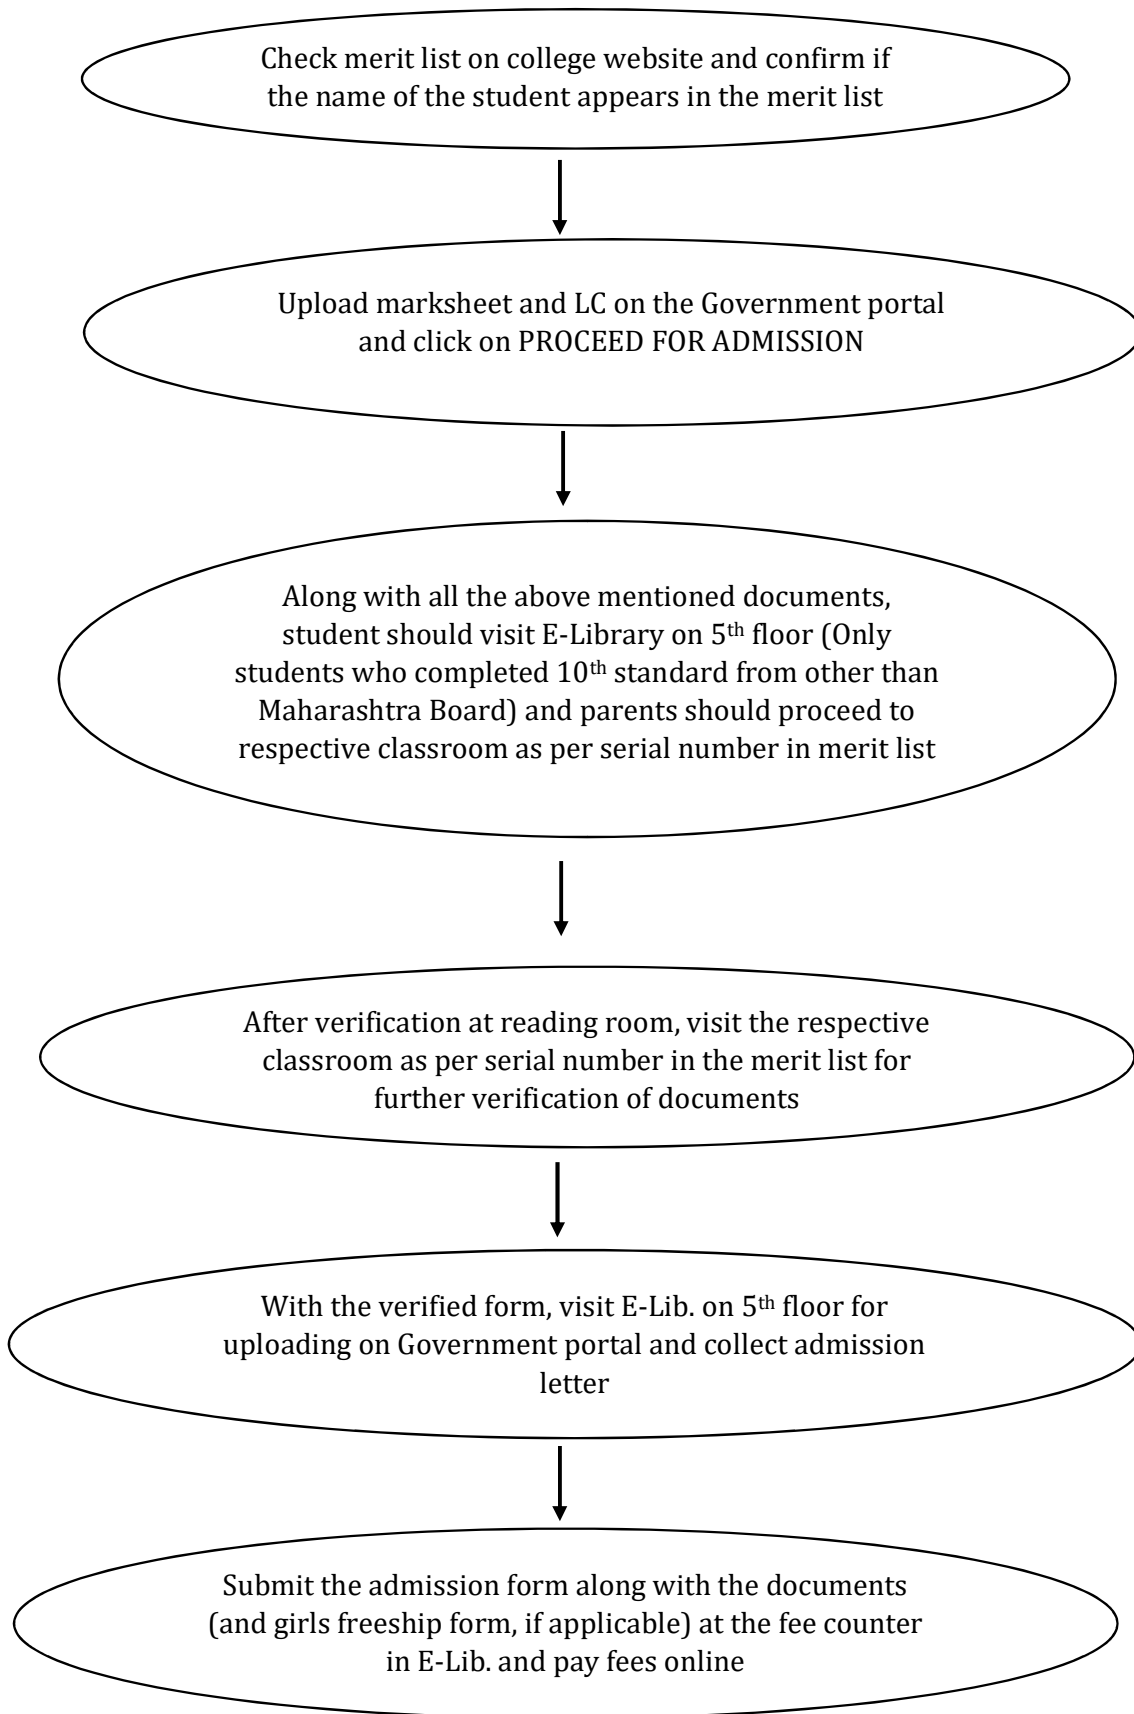 Check merit list on college website and confirm if
the name of the student appears in the merit list
Upload marksheet and LC on the Government portal
and click on PROCEED FOR ADMISSION
Along with all the above mentioned documents,
student should visit E-Library on 5th floor (Only
students who completed 10th standard from other than
Maharashtra Board) and parents should proceed to
respective classroom as per serial number in merit list
After verification at reading room, visit the respective
classroom as per serial number in the merit list for
further verification of documents
With the verified form, visit E-Lib. on 5th floor for
uploading on Government portal and collect admission
letter
Submit the admission form along with the documents
(and girls freeship form, if applicable) at the fee counter
in E-Lib. and pay fees online